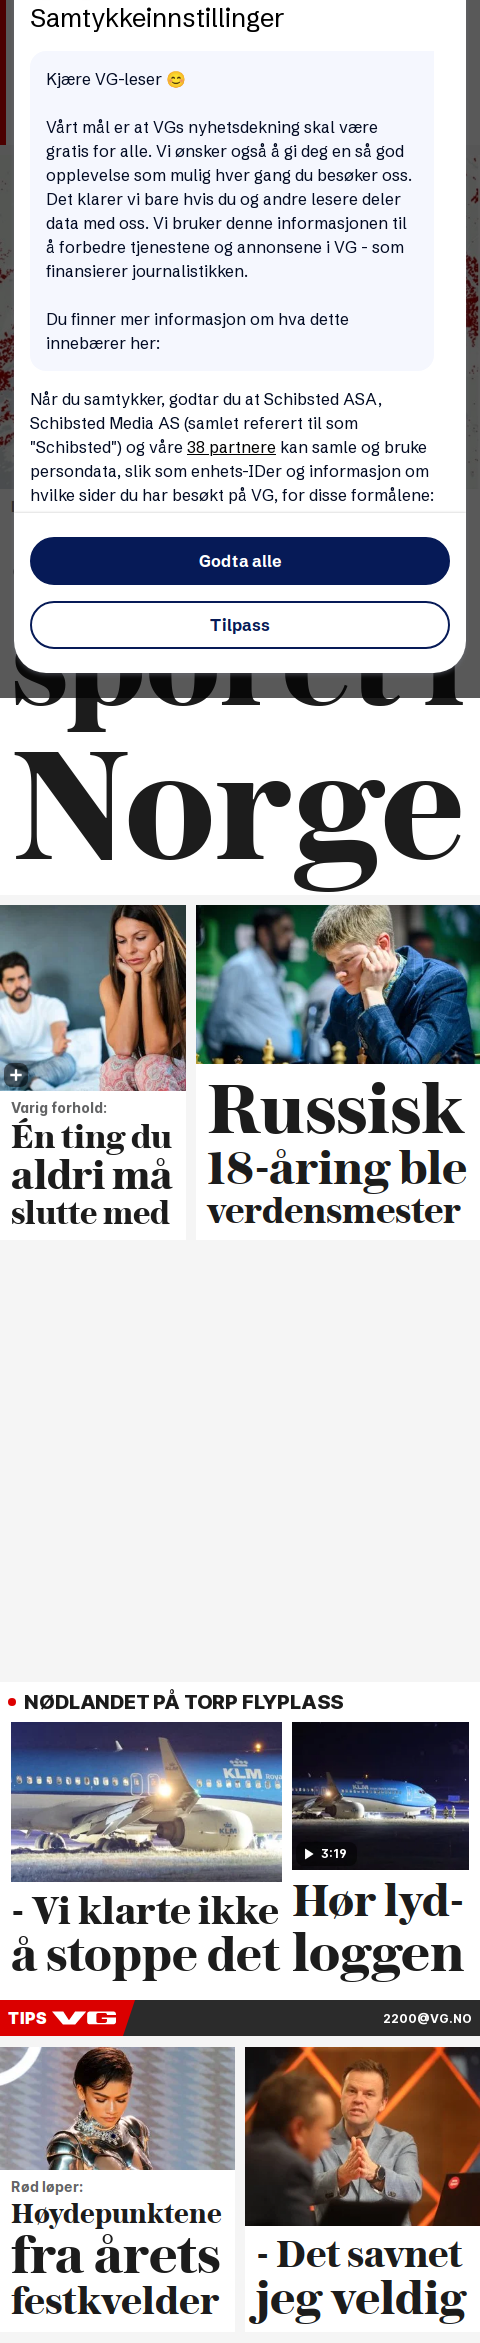 Samtykkeinnstillinger
Kjære VG-leser 😊
Vårt mål er at VGs nyhetsdekning skal være
gratis for alle. Vi ønsker også å gi deg en så god
opplevelse som mulig hver gang du besøker oss.
Det klarer vi bare hvis du og andre lesere deler
data med oss. Vi bruker denne informasjonen til
å forbedre tjenestene og annonsene i VG - som
finansierer journalistikken.
Du finner mer informasjon om hva dette
innebærer her:
Når du samtykker, godtar du at Schibsted ASA,
Schibsted Media AS (samlet referert til som
"Schibsted") og våre 38 partnere kan samle og bruke
persondata, slik som enhets-IDer og informasjon om
hvilke sider du har besøkt på VG, for disse formålene:
Godta alle
Tilpass
sporet i
Norge
Varig forhold:
Én ting du
aldri må
slutte med
Russisk
18-åring ble
verdensmester
NØDLANDET PÅ TORP FLYPLASS
KLM
KLM
3:19
- Vi klarte ikke
å stoppe det
Hør lyd-
loggen
TIPS VG
2200@VG.NO
Rød løper:
Høydepunktene
fra årets
festkvelder
- Det savnet
jeg veldig